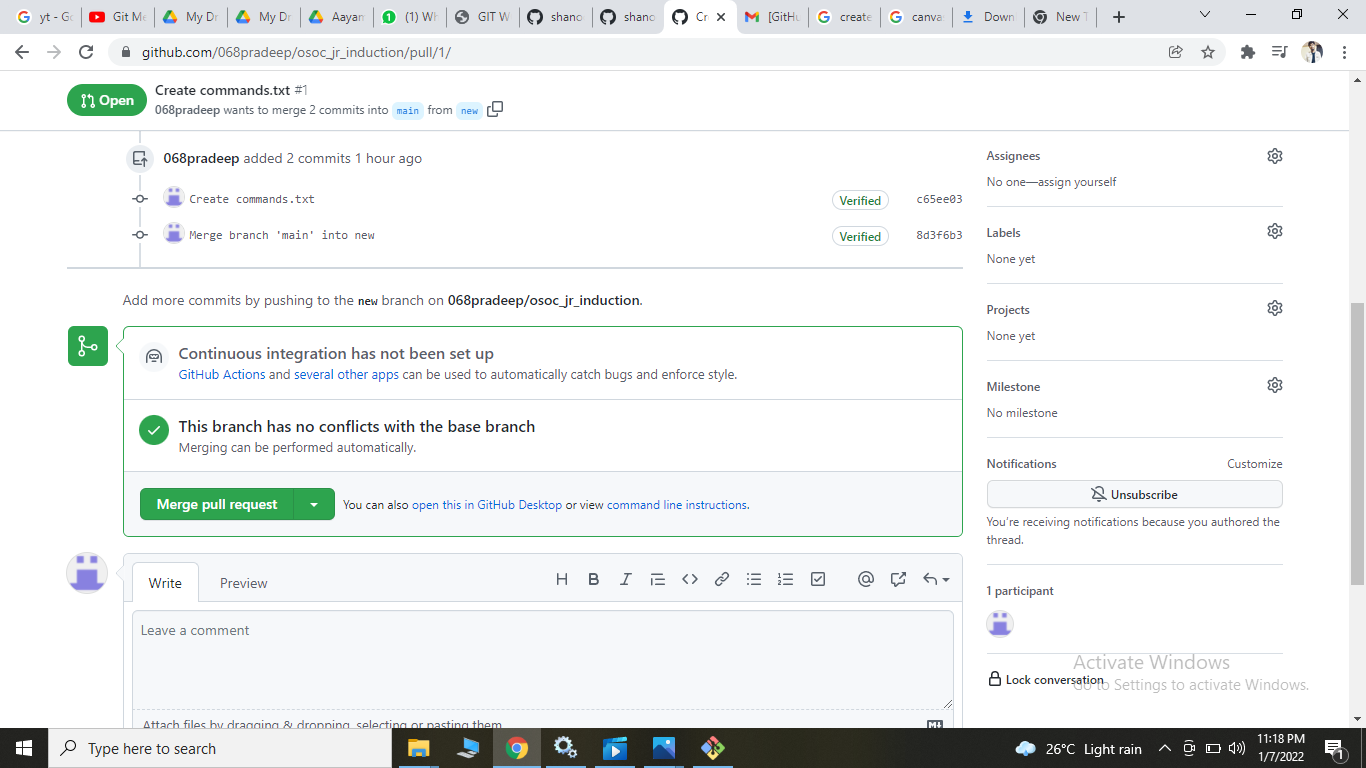 yt - Go
Git Me
My Dr
My Dr
Aayan
(1) Wh
GIT W
shano
shano
Cr
[GitHu
create
canva
Down
New T
github.com/068pradeep/osoc_jr_induction/pull/1/
Open
Create commands.txt #1
068pradeep wants to merge 2 commits into main from new
068pradeep added 2 commits 1 hour ago
Create commands.txt Verified c65ee03
Merge branch 'main' into new Verified 8d3f6b3
Add more commits by pushing to the new branch on 068pradeep/osoc_jr_induction.
Continuous integration has not been set up
GitHub Actions and several other apps can be used to automatically catch bugs and enforce style.
This branch has no conflicts with the base branch
Merging can be performed automatically.
Merge pull request
You can also open this in GitHub Desktop or view command line instructions.
Write Preview
Leave a comment
Attach files by dragging & dropping, selecting or pasting them.
Assignees
No one—assign yourself
Labels
None yet
Projects
None yet
Milestone
No milestone
Notifications Customize
Unsubscribe
You're receiving notifications because you authored the
thread.
1 participant
Lock conversation
Activate Windows
Go to Settings to activate Windows.
Type here to search
26°C Light rain
11:18 PM
1/7/2022
1